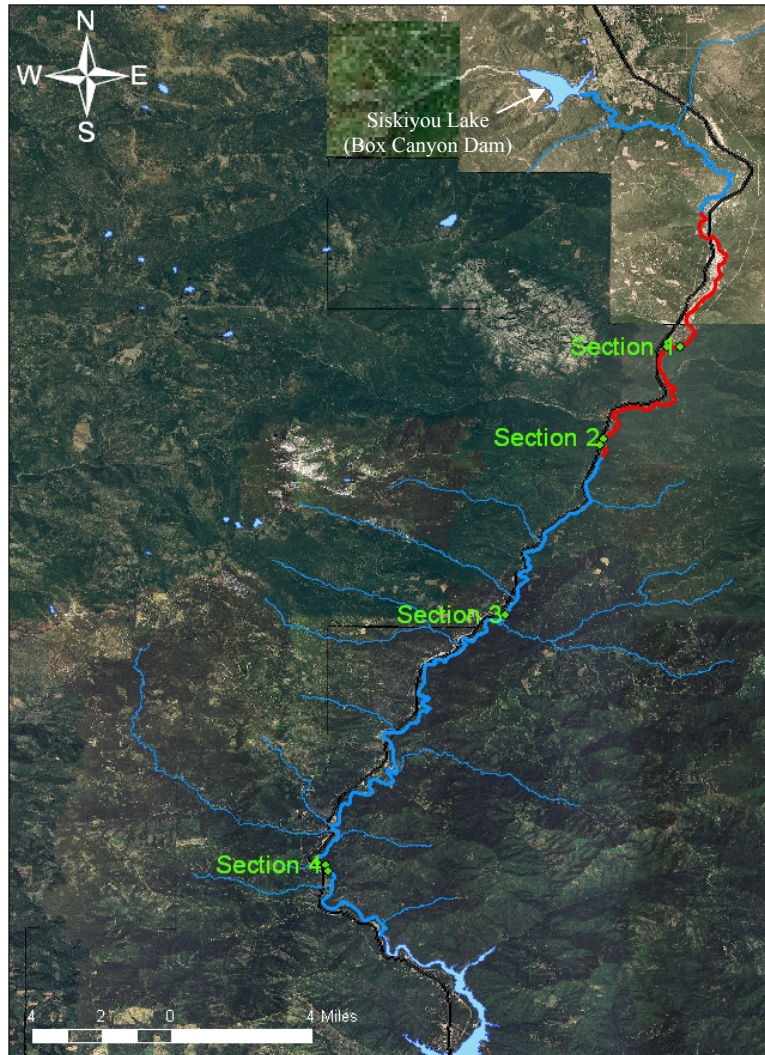 N
W E
S
Siskiyou Lake
(Box Canyon Dam)
Section 1
Section 2
Section 3
Section 4
4 2 0 4 Miles